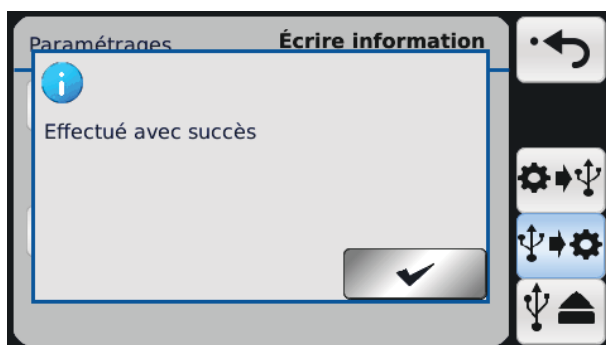 Paramétrages
Écrire information
Effectué avec succès